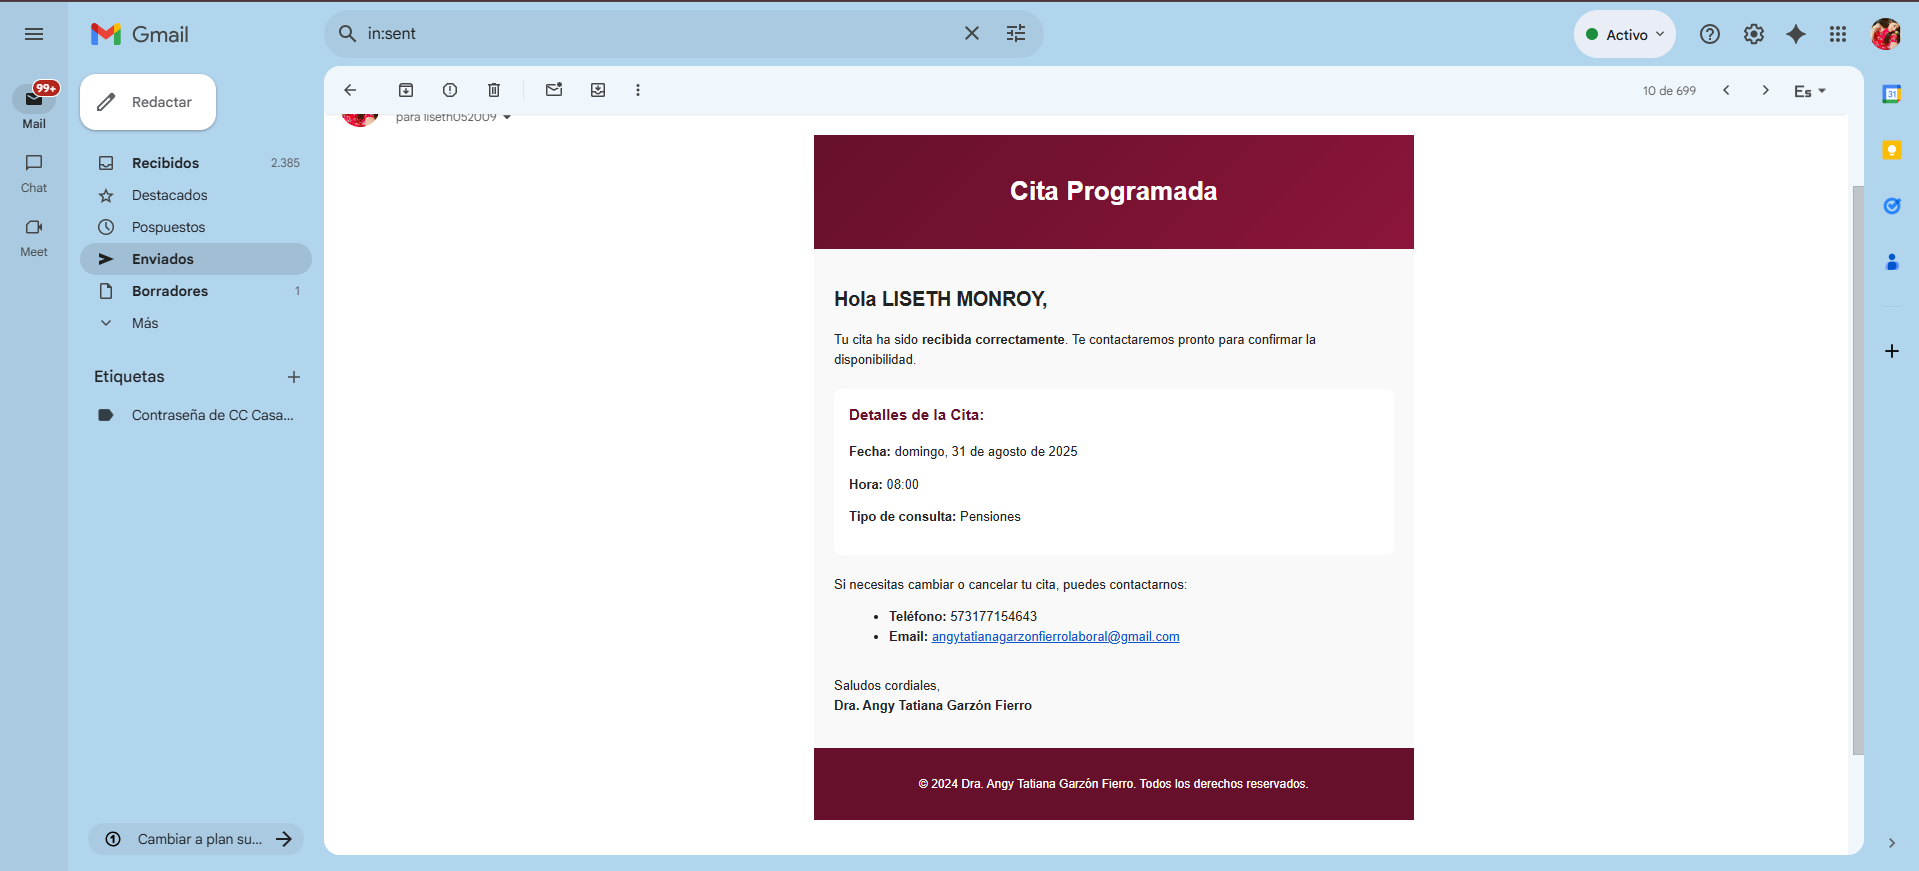 Gmail
in:sent
Activo
99+
Mail
Chat
Meet
Redactar
Recibidos 2.385
Destacados
Pospuestos
Enviados
Borradores 1
Más
Etiquetas
Contraseña de CC Casa...
Cambiar a plan su...
10 de 699
Es
31
para liseth052009
Cita Programada
Hola LISETH MONROY,
Tu cita ha sido recibida correctamente. Te contactaremos pronto para confirmar la
disponibilidad.
Detalles de la Cita:
Fecha: domingo, 31 de agosto de 2025
Hora: 08:00
Tipo de consulta: Pensiones
Si necesitas cambiar o cancelar tu cita, puedes contactarnos:
• Teléfono: 573177154643
• Email: angytatianagarzonfierrolaboral@gmail.com
Saludos cordiales,
Dra. Angy Tatiana Garzón Fierro
© 2024 Dra. Angy Tatiana Garzón Fierro. Todos los derechos reservados.